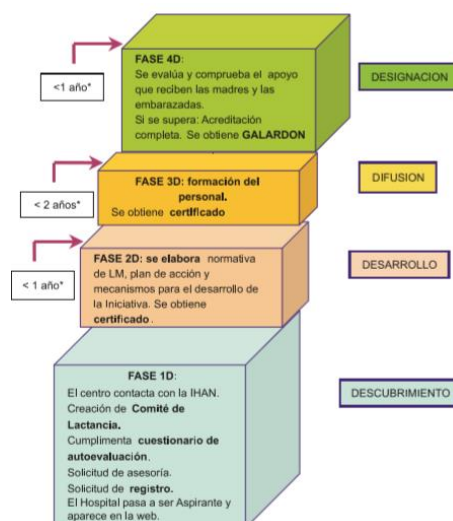 FASE 4D:
Se evalúa y comprueba el apoyo
que reciben las madres y las
embarazadas.
Si se supera: Acreditación
completa. Se obtiene GALARDON
<1 año*
DESIGNACION
FASE 3D: formación del
personal.
Se obtiene certificado
< 2 años*
DIFUSION
FASE 2D: se elabora normativa
de LM, plan de acción y
mecanismos para el desarrollo de
la Iniciativa. Se obtiene
certificado.
< 1 año*
DESARROLLO
FASE 1D:
El centro contacta con la IHAN.
Creación de Comité de
Lactancia.
Cumplimenta cuestionario de
autoevaluación.
Solicitud de asesoría.
Solicitud de registro.
El Hospital pasa a ser Aspirante y
aparece en la web.
DESCUBRIMIENTO